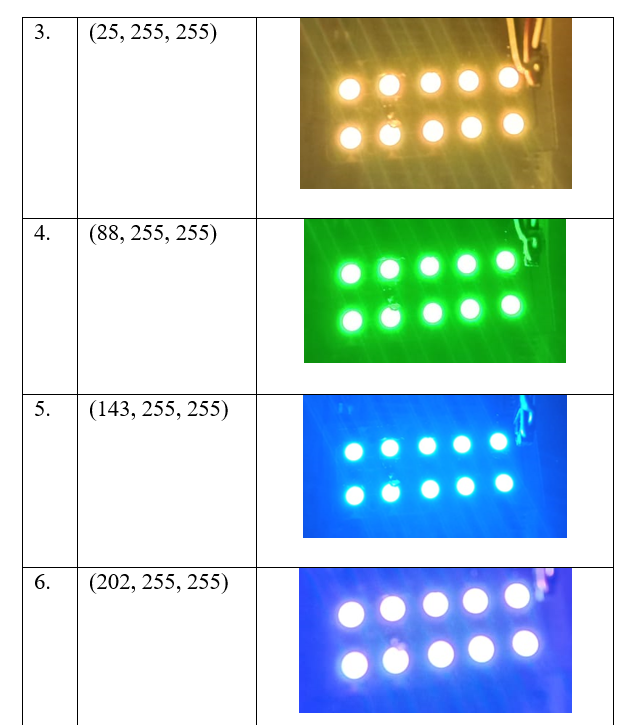 3. (25, 255, 255)
4. (88, 255, 255)
5. (143, 255, 255)
6. (202, 255, 255)